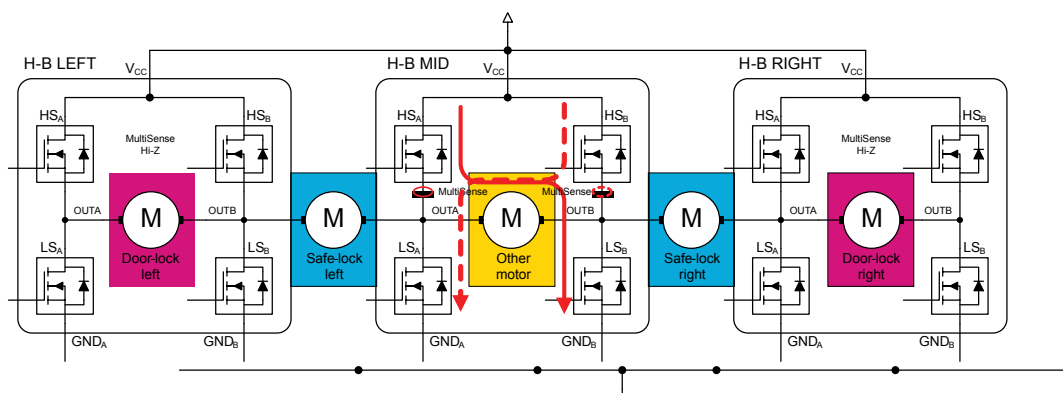 H-B LEFT
H-B MID
H-B RIGHT
VCC
VCC
VCC
HSA
HSB
HSA
HSB
HSA
HSB
MultiSense
Hi-Z
MultiSense
Hi-Z
MultiSense
MultiSense
OUTA
OUTB
OUTA
OUTB
OUTA
OUTB
M
M
M
M
M
LSA
LSB
LSA
LSB
LSA
LSB
Door-lock
left
Safe-lock
left
Other
motor
Safe-lock
right
Door-lock
right
GNDA
GNDB
GNDA
GNDB
GNDA
GNDB